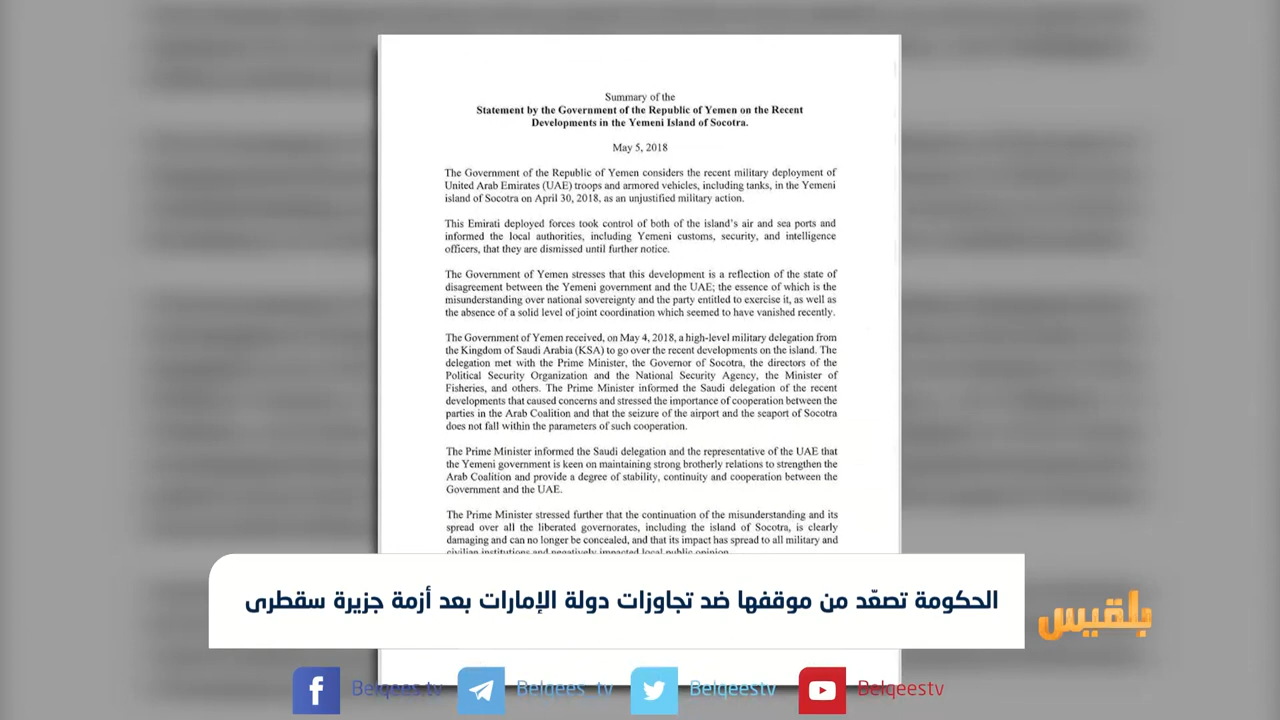 Summary of the
Statement by the Government of the Republic of Yemen on the Recent
Developments in the Yemeni Island of Socotra.
May 5, 2018
The Government of the Republic of Yemen considers the recent military deployment of
United Arab Emirates (UAE) troops and armored vehicles, including tanks, in the Yemeni
island of Socotra on April 30, 2018, as an unjustified military action.
This Emirati deployed forces took control of both of the island's air and sea ports and
informed the local authorities, including Yemeni customs, security, and intelligence
officers, that they are dismissed until further notice.
The Government of Yemen stresses that this development is a reflection of the state of
disagreement between the Yemeni government and the UAE; the essence of which is the
misunderstanding over national sovereignty and the party entitled to exercise it, as well as
the absence of a solid level of joint coordination which seemed to have vanished recently.
The Government of Yemen received, on May 4, 2018, a high-level military delegation from
the Kingdom of Saudi Arabia (KSA) to go over the recent developments on the island. The
delegation met with the Prime Minister, the Governor of Socotra, the directors of the
Political Security Organization and the National Security Agency, the Minister of
Fisheries, and others. The Prime Minister informed the Saudi delegation of the recent
developments that caused concerns and stressed the importance of cooperation between the
parties in the Arab Coalition and that the seizure of the airport and the seaport of Socotra
does not fall within the parameters of such cooperation.
The Prime Minister informed the Saudi delegation and the representative of the UAE that
the Yemeni government is keen on maintaining strong brotherly relations to strengthen the
Arab Coalition and provide a degree of stability, continuity and cooperation between the
Government and the UAE.
The Prime Minister stressed further that the continuation of the misunderstanding and its
spread over all the liberated governorates, including the island of Socotra, is clearly
damaging and can no longer be concealed, and that its impact has spread to all military and
civilian institutions and negatively impacted local public opinion.
الحكومة تصعّد من موقفها ضد تجاوزات دولة الإمارات بعد أزمة جزيرة سقطرى
بلقيس
Belqees.tv
Belqees_tv
Belqeestv
Belqeestv